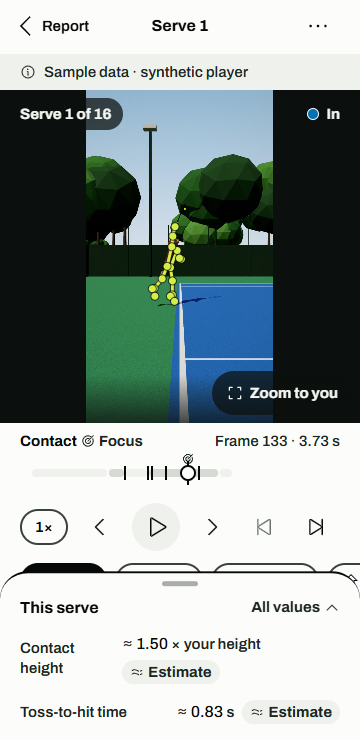 Report
Serve 1
Sample data · synthetic player
Serve 1 of 16
In
Zoom to you
Contact Focus
Frame 133 · 3.73 s
1×
This serve
All values
Contact height
≈ 1.50 × your height
≈ Estimate
Toss-to-hit time
≈ 0.83 s
≈ Estimate